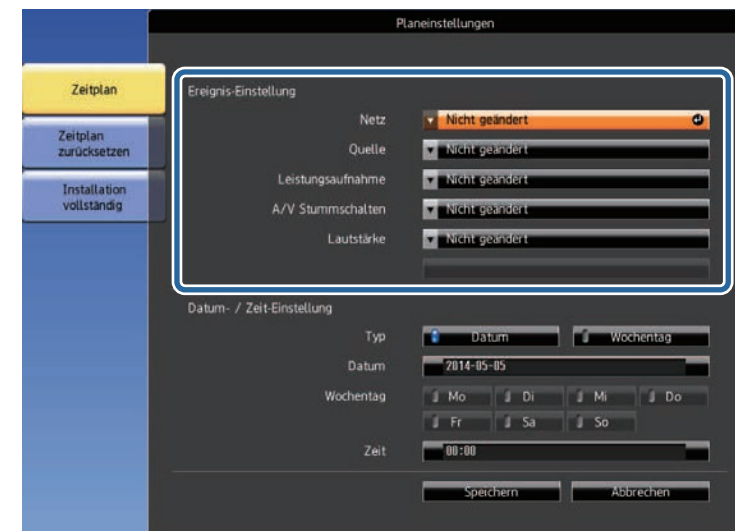 Planeinstellungen
Zeitplan
Zeitplan
zurücksetzen
Installation
vollständig
Ereignis-Einstellung
Netz Nicht geändert
Quelle Nicht geändert
Leistungsaufnahme Nicht geändert
A/V Stummschalten Nicht geändert
Lautstärke Nicht geändert
Datum- / Zeit-Einstellung
Typ Datum Wochentag
Datum 2014-05-05
Wochentag Mo Di Mi Do
Fr Sa So
Zeit 00:00
Speichern Abbrechen